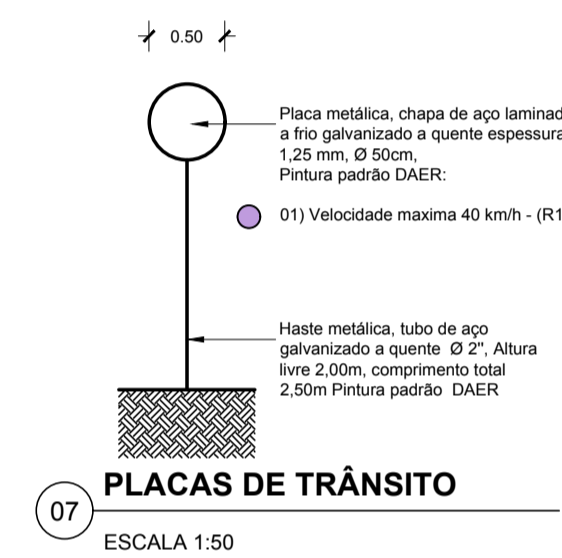 0.50
Placa metálica, chapa de aço laminad
a frio galvanizado a quente espessura
1,25 mm, Ø 50cm,
Pintura padrão DAER:
01) Velocidade maxima 40 km/h - (R1
Haste metálica, tubo de aço
galvanizado a quente Ø 2", Altura
livre 2,00m, comprimento total
2,50m Pintura padrão DAER
07
PLACAS DE TRÂNSITO
ESCALA 1:50